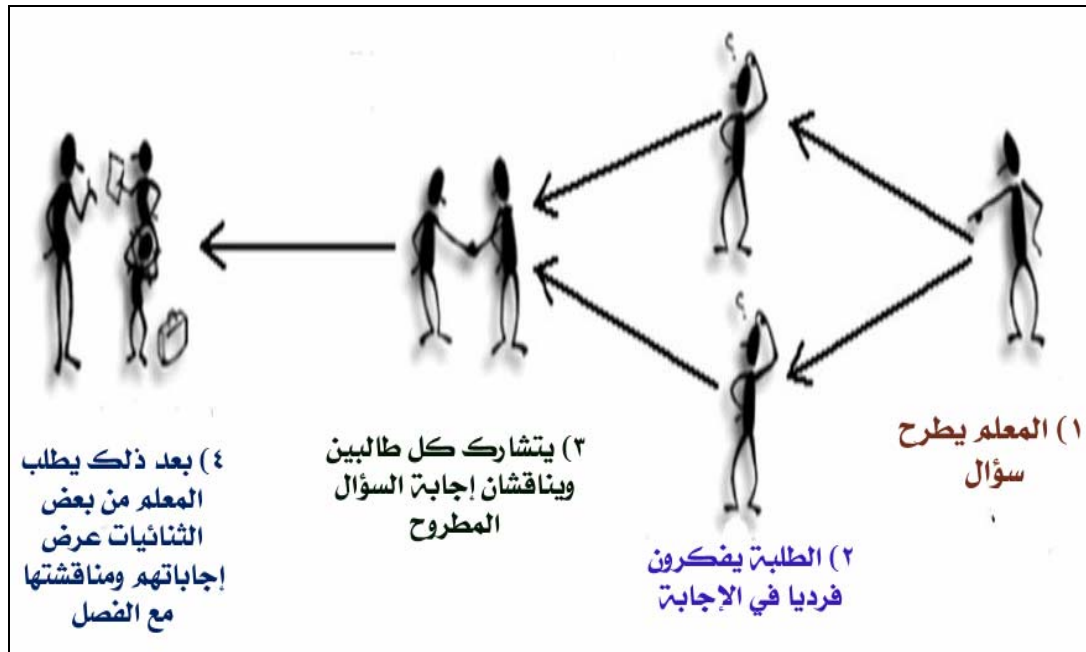 ١) المعلم يطرح
سؤال
٢) الطلبة يفكرون
فرديا في الإجابة
٣) يتشارك كل طالبين
ويناقشان إجابة السؤال
المطروح
٤) بعد ذلك يطلب
المعلم من بعض
الثنائيات عرض
إجاباتهم ومناقشتها
مع الفصل
؟
؟